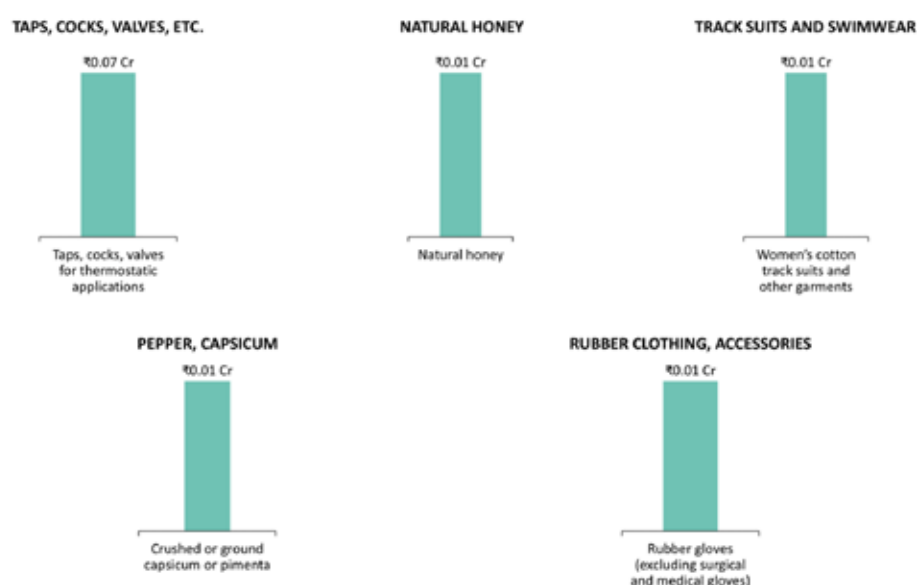 TAPS, COCKS, VALVES, ETC.
₹0.07 Cr
Taps, cocks, valves
for thermostatic
applications
NATURAL HONEY
₹0.01 Cr
Natural honey
TRACK SUITS AND SWIMWEAR
₹0.01 Cr
Women's cotton
track suits and
other garments
PEPPER, CAPSICUM
₹0.01 Cr
Crushed or ground
capsicum or pimenta
RUBBER CLOTHING, ACCESSORIES
₹0.01 Cr
Rubber gloves
(excluding surgical
and medical gloves)